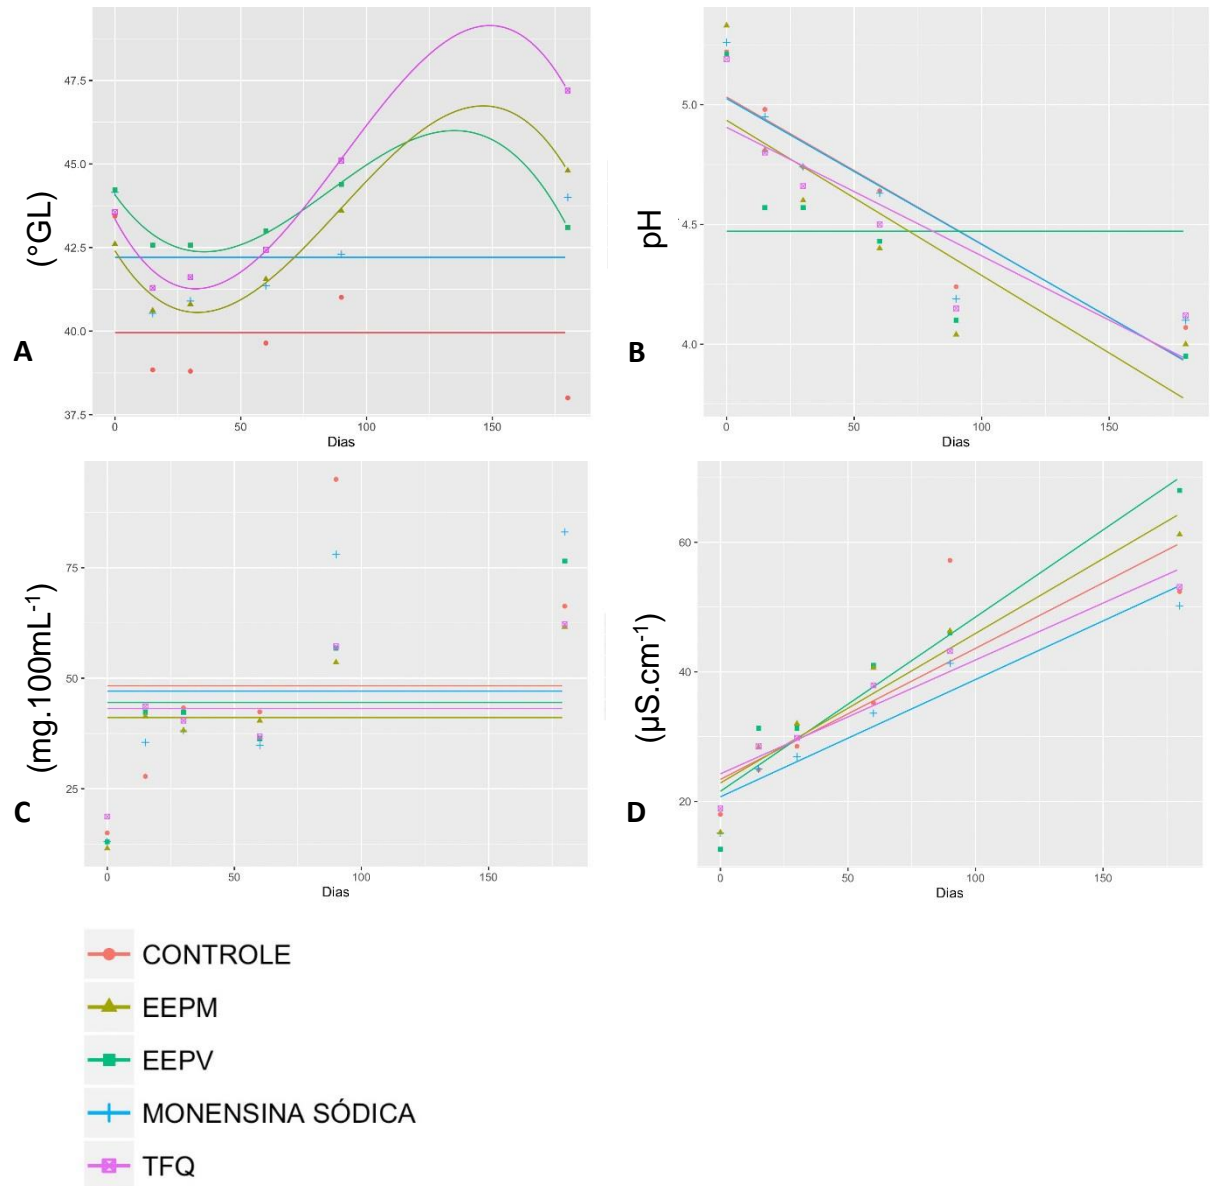 A
(°GL)
47.5
45.0
42.5
40.0
37.5
0
50
100
150
Dias
B
pH
5.0
4.5
4.0
0
50
100
150
Dias
C
(mg.100mL-1)
75
50
25
0
50
100
150
Dias
D
(µS.cm-1)
60
40
20
0
50
100
150
Dias
CONTROLE
EEPM
EEPV
MONENSINA SÓDICA
TFQ